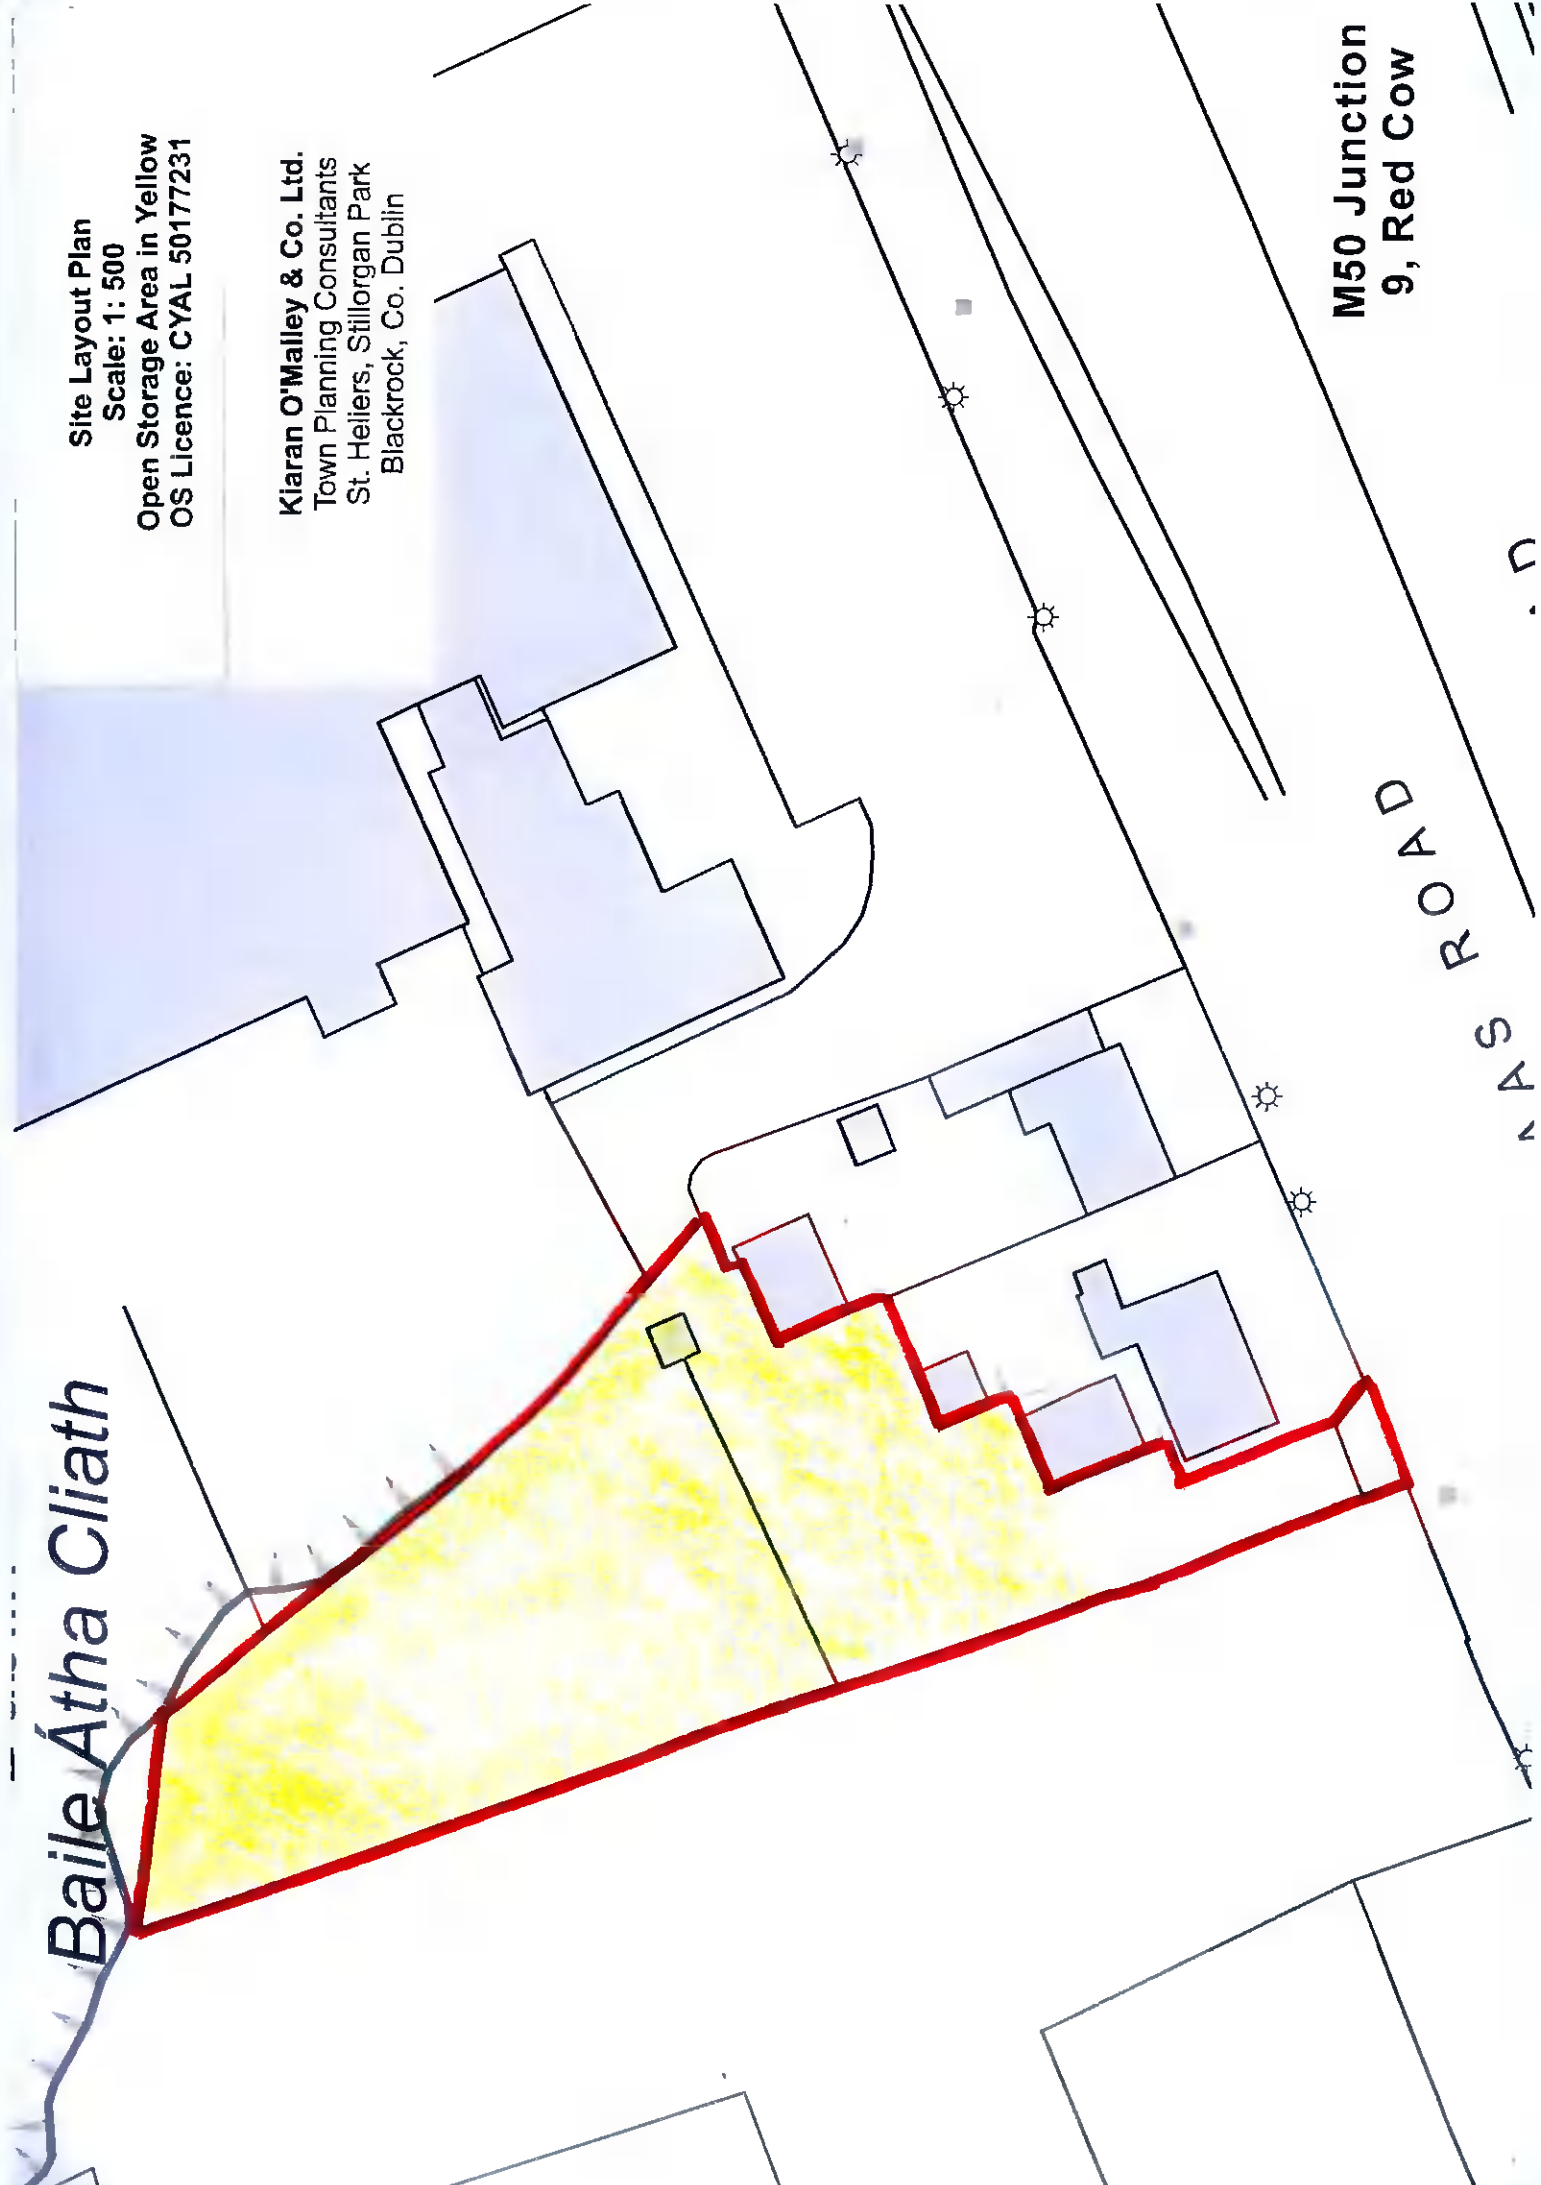 Site Layout Plan
Scale: 1: 500
Open Storage Area in Yellow
OS Licence: CYAL 50177231
Kiaran O'Malley & Co. Ltd.
Town Planning Consultants
St. Heliers, Stillorgan Park
Blackrock, Co. Dublin
Baile Átha Cliath
M50 Junction
9, Red Cow
AS ROAD